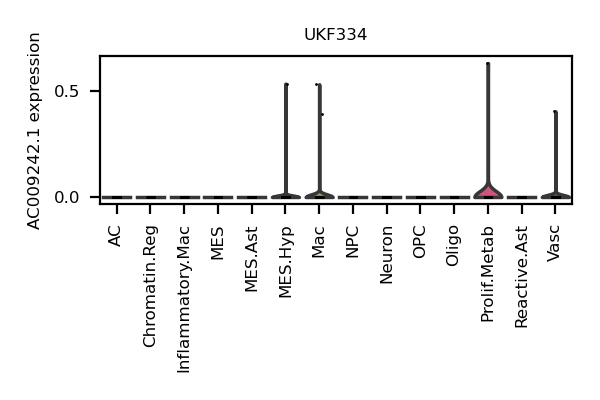 UKF334
AC009242.1 expression
0.5
0.0
AC
Chromatin.Reg
Inflammatory.Mac
MES
MES.Ast
MES.Hyp
Mac
NPC
Neuron
OPC
Oligo
Prolif.Metab
Reactive.Ast
Vasc